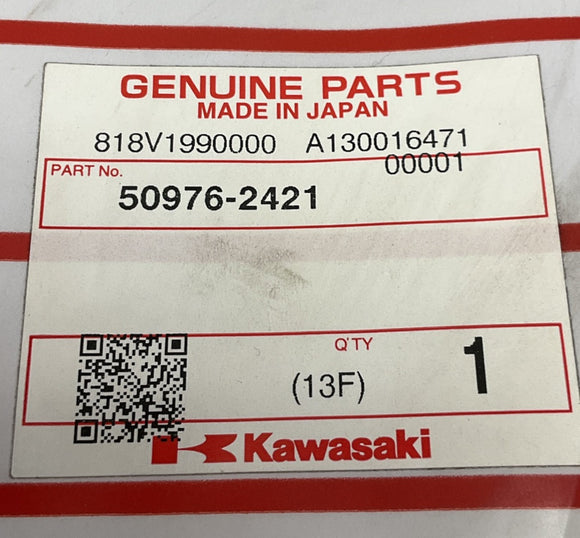 GENUINE PARTS
MADE IN JAPAN
818V1990000 A130016471
00001
PART No.
50976-2421
Q'TY
(13F) 1
Kawasaki